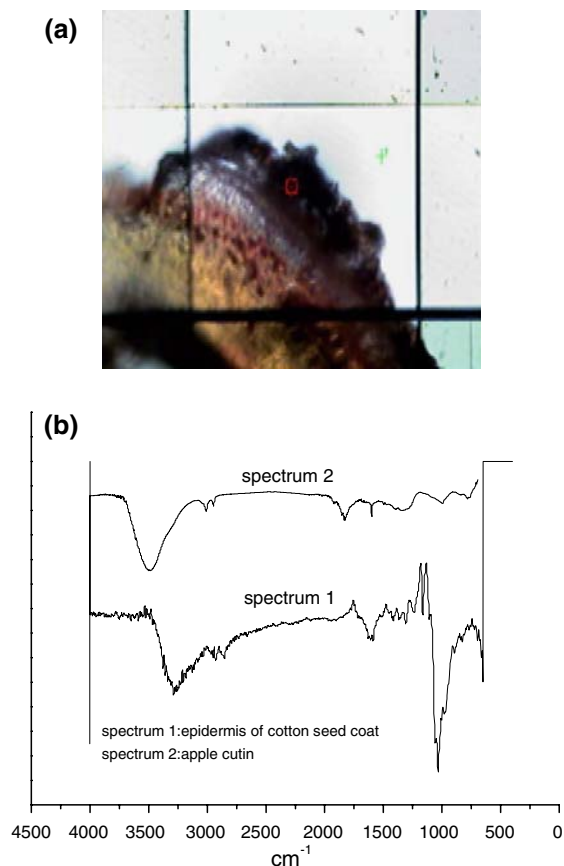 (a)
(b)
spectrum 2
spectrum 1
spectrum 1:epidermis of cotton seed coat
spectrum 2:apple cutin
4500 4000 3500 3000 2500 2000 1500 1000 500 0
cm⁻¹